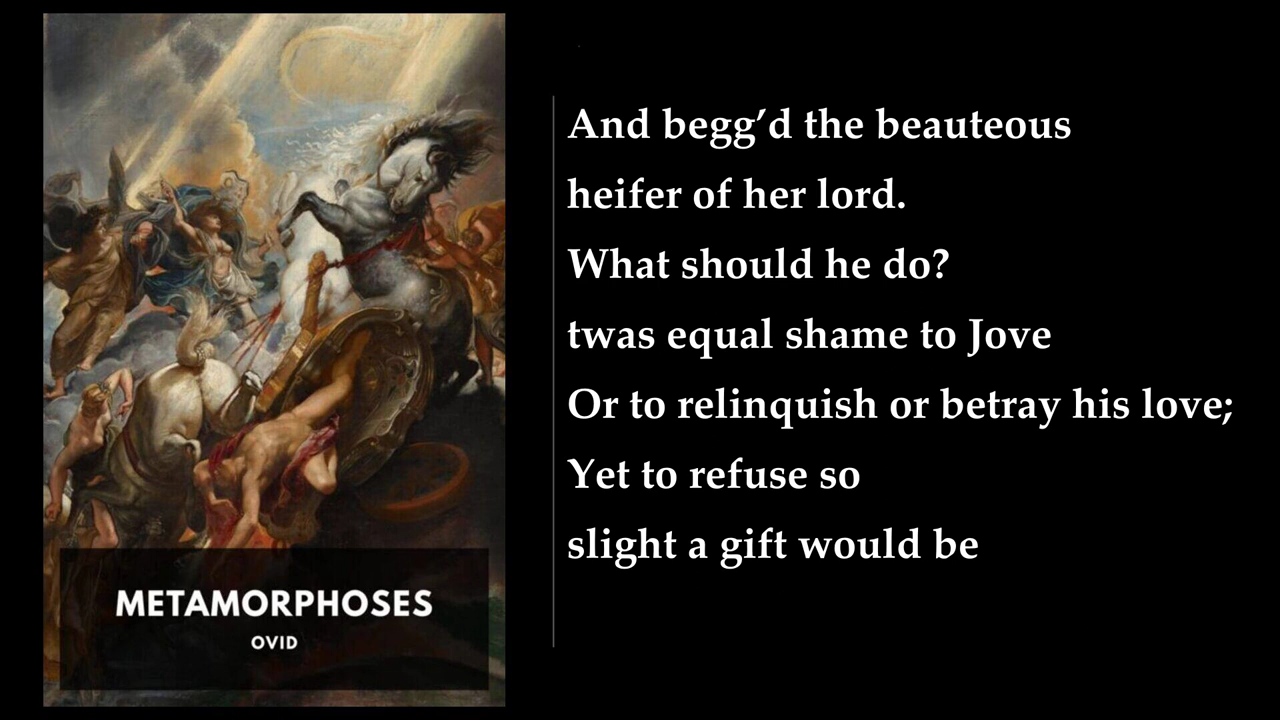 METAMORPHOSES
OVID
And begg’d the beauteous
heifer of her lord.
What should he do?
twas equal shame to Jove
Or to relinquish or betray his love;
Yet to refuse so
slight a gift would be